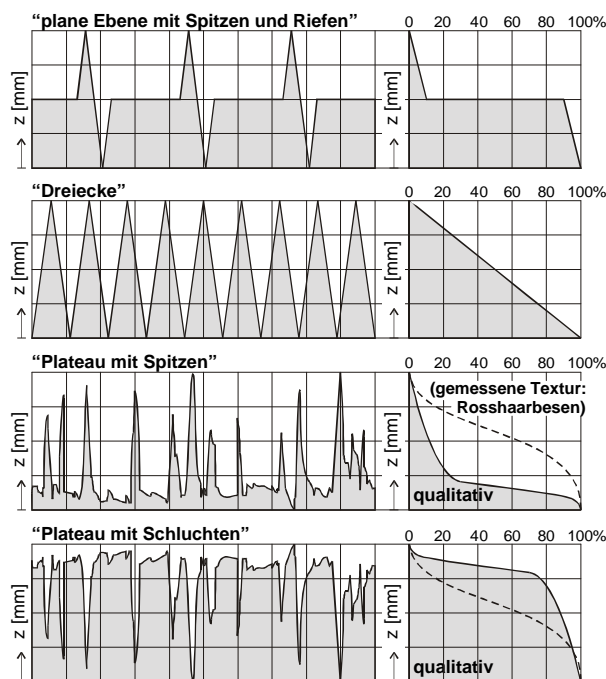 “plane Ebene mit Spitzen und Riefen”
0 20 40 60 80 100%
z [mm]
z [mm]
“Dreiecke”
0 20 40 60 80 100%
z [mm]
z [mm]
“Plateau mit Spitzen”
0 20 40 60 80 100%
z [mm]
z [mm]
(gemessene Textur:
Rosshaarbesen)
qualitativ
“Plateau mit Schluchten”
0 20 40 60 80 100%
z [mm]
z [mm]
qualitativ